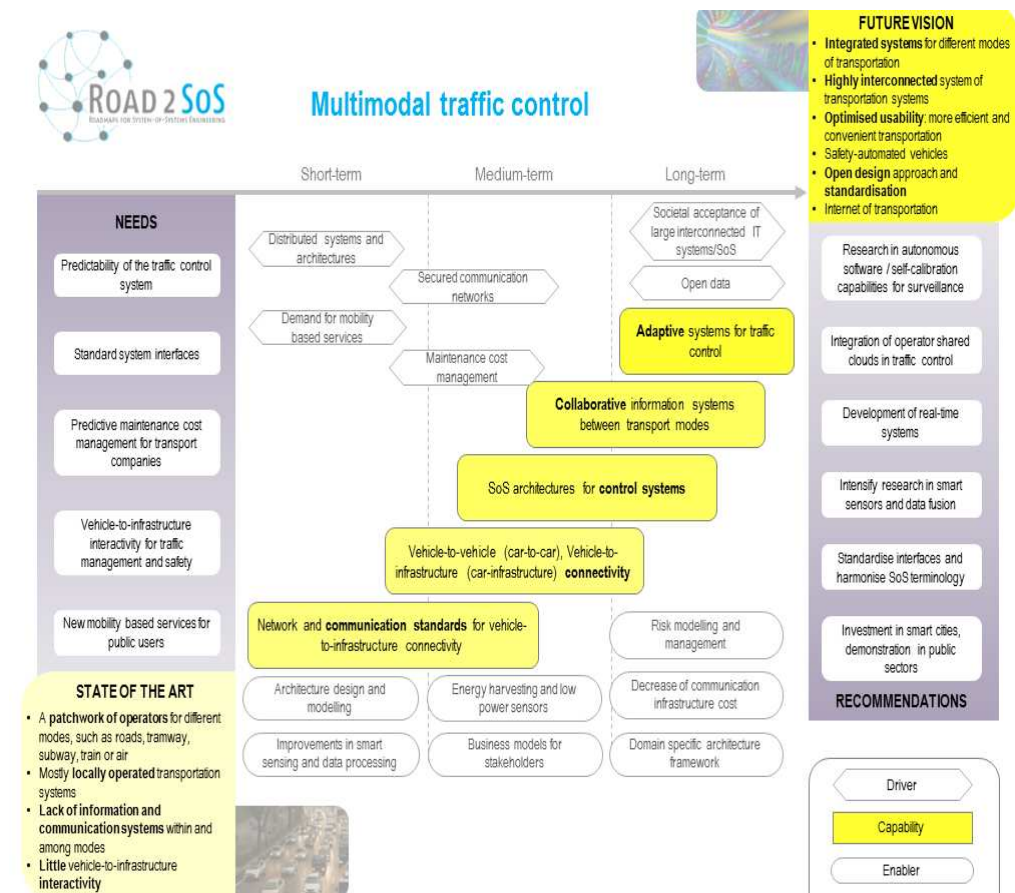 ROAD 2 SOS
ROADMAPS FOR SYSTEM-OF-SYSTEMS ENGINEERING
Multimodal traffic control
FUTURE VISION
• Integrated systems for different modes
of transportation
• Highly interconnected system of
transportation systems
• Optimised usability: more efficient and
convenient transportation
• Safety-automated vehicles
• Open design approach and
standardisation
• Internet of transportation
Short-term
Medium-term
Long-term
NEEDS
Predictability of the traffic control
system
Standard system interfaces
Predictive maintenance cost
management for transport
companies
Vehicle-to-infrastructure
interactivity for traffic
management and safety
New mobility based services for
public users
STATE OF THE ART
• A patchwork of operators for different
modes, such as roads, tramway,
subway, train or air
• Mostly locally operated transportation
systems
• Lack of information and
communication systems within and
among modes
• Little vehicle-to-infrastructure
interactivity
Distributed systems and
architectures
Secured communication
networks
Demand for mobility
based services
Maintenance cost
management
Societal acceptance of
large interconnected IT
systems/SoS
Open data
Adaptive systems for traffic
control
Collaborative information systems
between transport modes
SoS architectures for control systems
Vehicle-to-vehicle (car-to-car), Vehicle-to-
infrastructure (car-infrastructure) connectivity
Network and communication standards for vehicle-
to-infrastructure connectivity
Risk modelling and
management
Architecture design and
modelling
Energy harvesting and low
power sensors
Decrease of communication
infrastructure cost
Improvements in smart
sensing and data processing
Business models for
stakeholders
Domain specific architecture
framework
Research in autonomous
software / self-calibration
capabilities for surveillance
Integration of operator shared
clouds in traffic control
Development of real-time
systems
Intensify research in smart
sensors and data fusion
Standardise interfaces and
harmonise SoS terminology
Investment in smart cities,
demonstration in public
sectors
RECOMMENDATIONS
Driver
Capability
Enabler